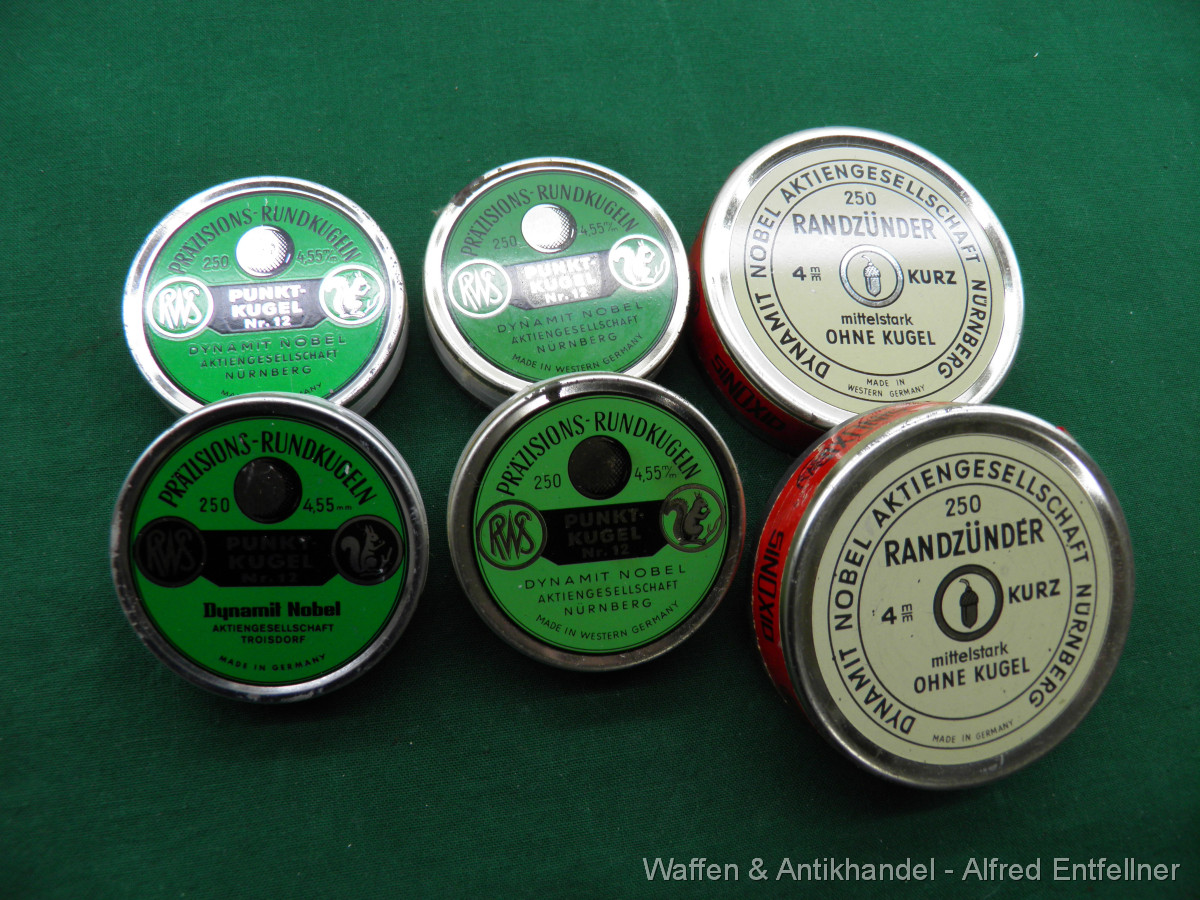 PRÄZISIONS-RUNDKUGELN
250 4,55 m/m
RWS
PUNKT-
KUGEL
Nr. 12
DYNAMIT NOBEL
AKTIENGESELLSCHAFT
NÜRNBERG
PRÄZISIONS-RUNDKUGELN
250 4,55 m/m
RWS
PUNKT-
KUGEL
Nr. 12
DYNAMIT NOBEL
AKTIENGESELLSCHAFT
NÜRNBERG
MADE IN WESTERN GERMANY
DYNAMIT NOBEL AKTIENGESELLSCHAFT NÜRNBERG
250
RANDZÜNDER
4 m/m KURZ
mittelstark
OHNE KUGEL
MADE IN
WESTERN GERMANY
SINOXID
PRÄZISIONS-RUNDKUGELN
250 4,55 mm
RWS
PUNKT-
KUGEL
Nr. 12
Dynamit Nobel
AKTIENGESELLSCHAFT
TROISDORF
MADE IN GERMANY
PRÄZISIONS-RUNDKUGELN
250 4,55 m/m
RWS
PUNKT-
KUGEL
Nr. 12
DYNAMIT NOBEL
AKTIENGESELLSCHAFT
NÜRNBERG
MADE IN WESTERN GERMANY
DYNAMIT NOBEL AKTIENGESELLSCHAFT NÜRNBERG
250
RANDZÜNDER
4 m/m KURZ
mittelstark
OHNE KUGEL
MADE IN GERMANY
SINOXID
Waffen & Antikhandel - Alfred Entfellner